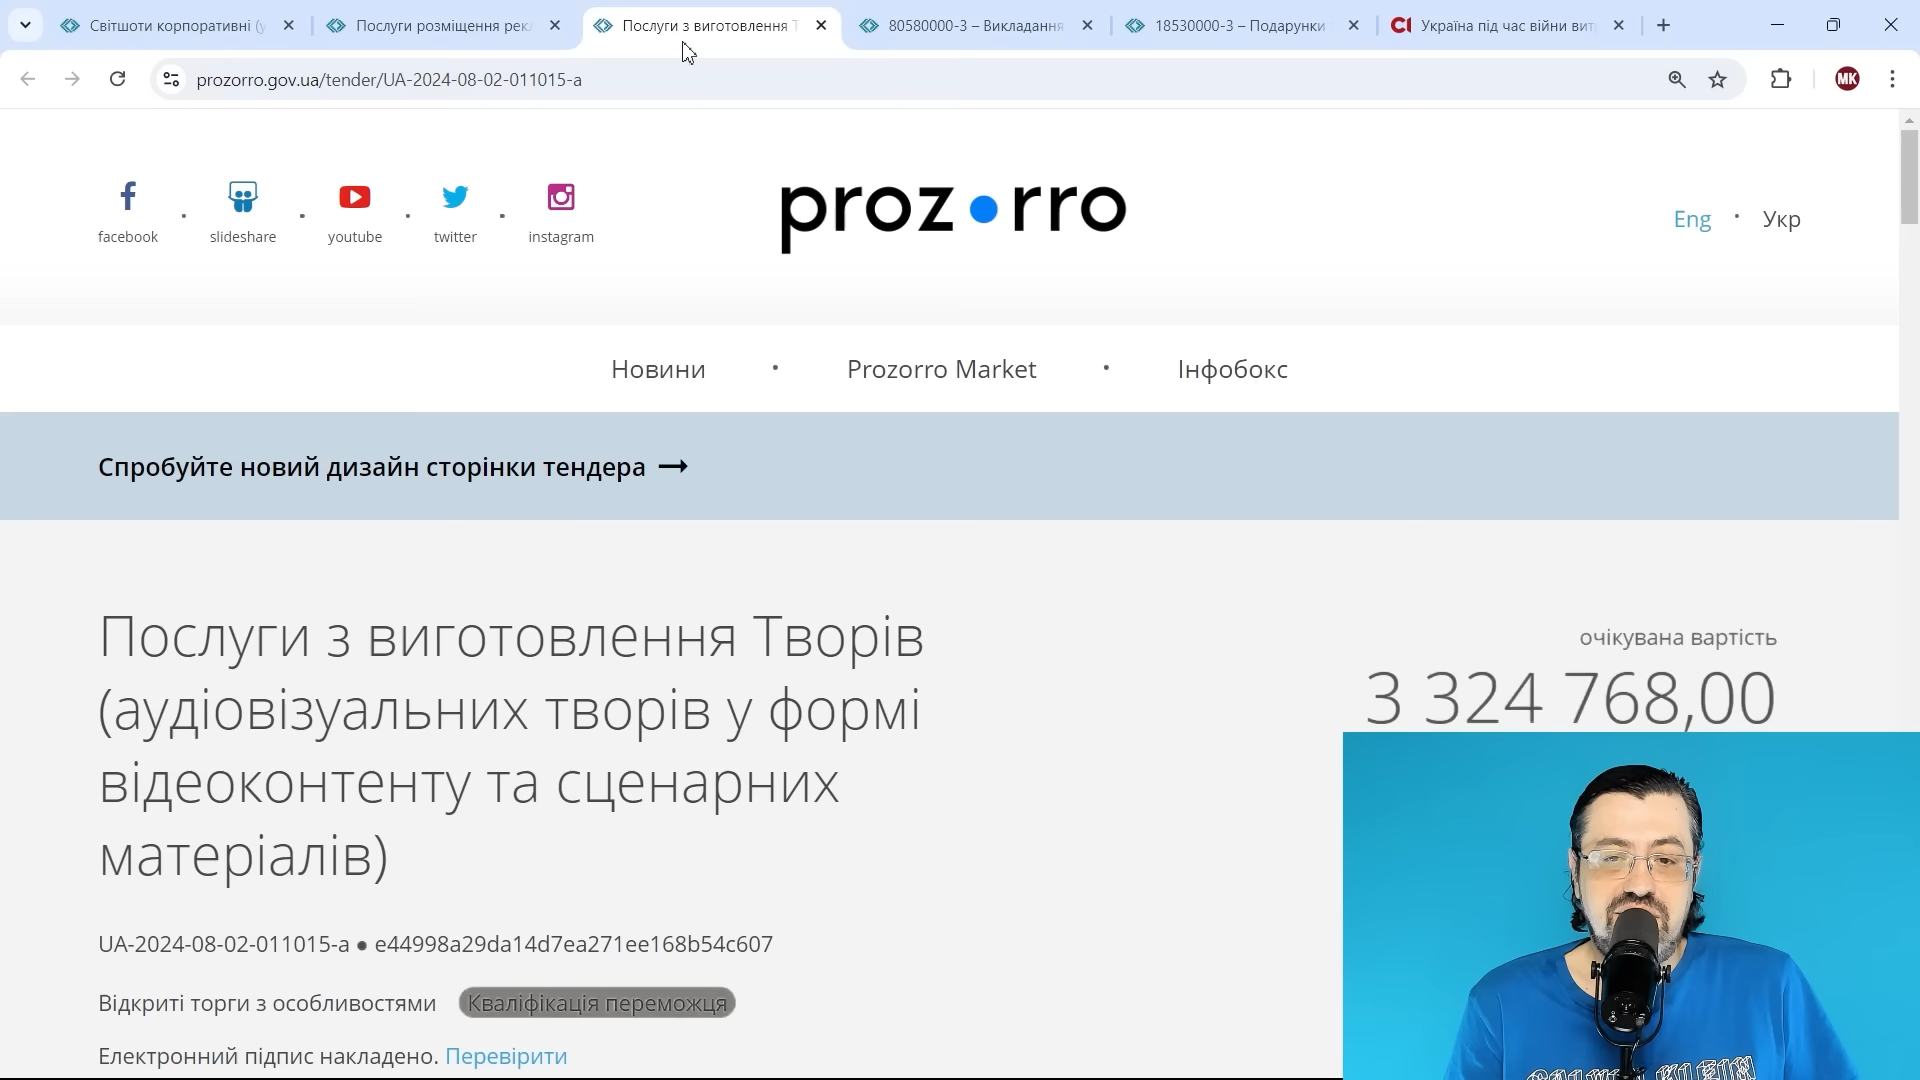 Світшоти корпоративні
Послуги розміщення рек
Послуги з виготовлення Т
80580000-3 – Викладання
18530000-3 – Подарунки
CI
Україна під час війни вит
prozorro.gov.ua/tender/UA-2024-08-02-011015-a
MK
facebook
slideshare
youtube
twitter
instagram
prozorro
Eng · Укр
Новини · Prozorro Market · Інфобокс
Спробуйте новий дизайн сторінки тендера →
Послуги з виготовлення Творів
(аудіовізуальних творів у формі
відеоконтенту та сценарних
матеріалів)
очікувана вартість
3 324 768,00
UA-2024-08-02-011015-a ● e44998a29da14d7ea271ee168b54c607
Відкриті торги з особливостями Кваліфікація переможця
Електронний підпис накладено. Перевірити